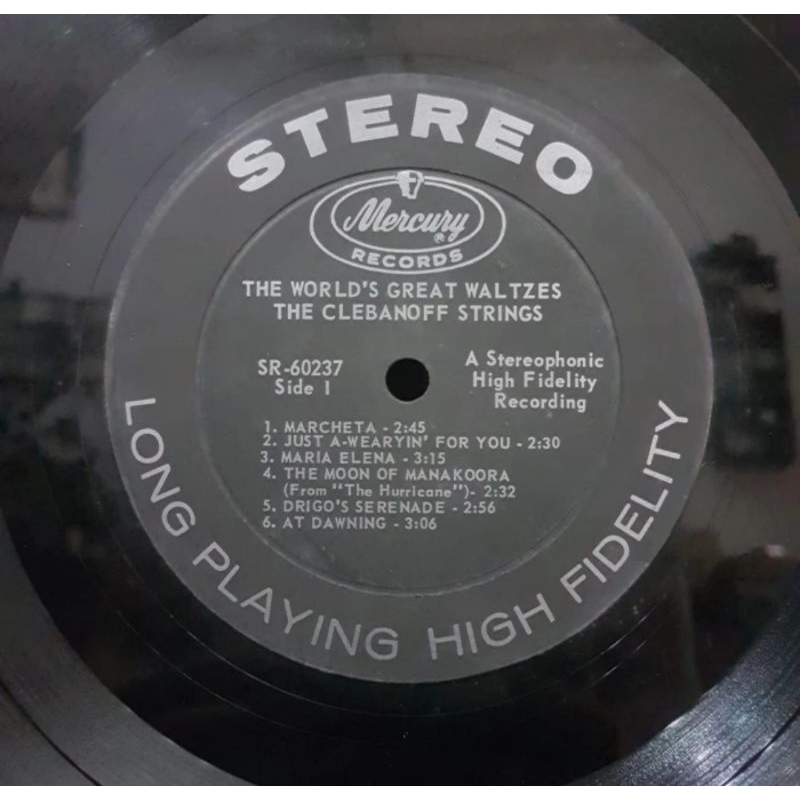 STEREO
Mercury
®
RECORDS
THE WORLD'S GREAT WALTZES
THE CLEBANOFF STRINGS
SR-60237
Side 1
A Stereophonic
High Fidelity
Recording
1. MARCHETA - 2:45
2. JUST A-WEARYIN' FOR YOU - 2:30
3. MARIA ELENA - 3:15
4. THE MOON OF MANAKOORA
(From "The Hurricane")- 2:32
5. DRIGO'S SERENADE - 2:56
6. AT DAWNING - 3:06
LONG PLAYING HIGH FIDELITY